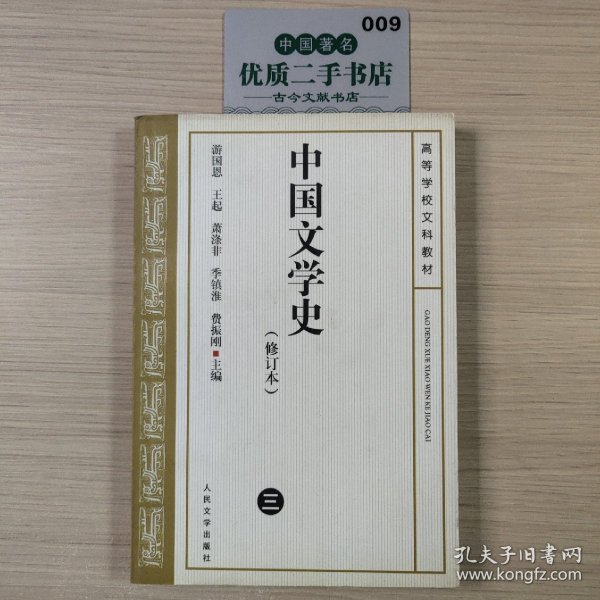 009
中国著名
优质二手书店
古今文献书店
高等学校文科教材
GAO DENG XUE XIAO WEN KE JIAO CAI
中国文学史
(修订本)
三
游国恩 王起 萧涤非 季镇淮 费振刚 ■ 主编
人民文学出版社
孔夫子旧书网
www.kongfz.com